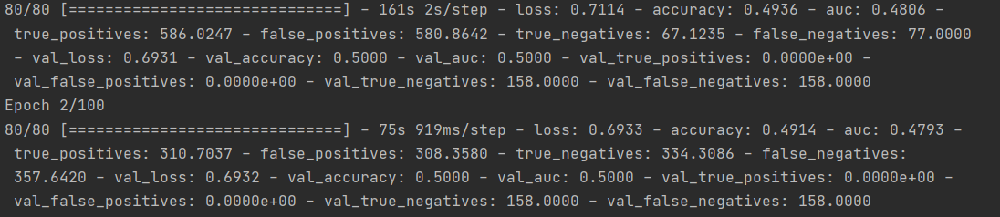 80/80 [==============================] - 161s 2s/step - loss: 0.7114 - accuracy: 0.4936 - auc: 0.4806 -
true_positives: 586.0247 - false_positives: 580.8642 - true_negatives: 67.1235 - false_negatives: 77.0000
- val_loss: 0.6931 - val_accuracy: 0.5000 - val_auc: 0.5000 - val_true_positives: 0.0000e+00 -
val_false_positives: 0.0000e+00 - val_true_negatives: 158.0000 - val_false_negatives: 158.0000
Epoch 2/100
80/80 [==============================] - 75s 919ms/step - loss: 0.6933 - accuracy: 0.4914 - auc: 0.4793 -
true_positives: 310.7037 - false_positives: 308.3580 - true_negatives: 334.3086 - false_negatives:
357.6420 - val_loss: 0.6932 - val_accuracy: 0.5000 - val_auc: 0.5000 - val_true_positives: 0.0000e+00 -
val_false_positives: 0.0000e+00 - val_true_negatives: 158.0000 - val_false_negatives: 158.0000